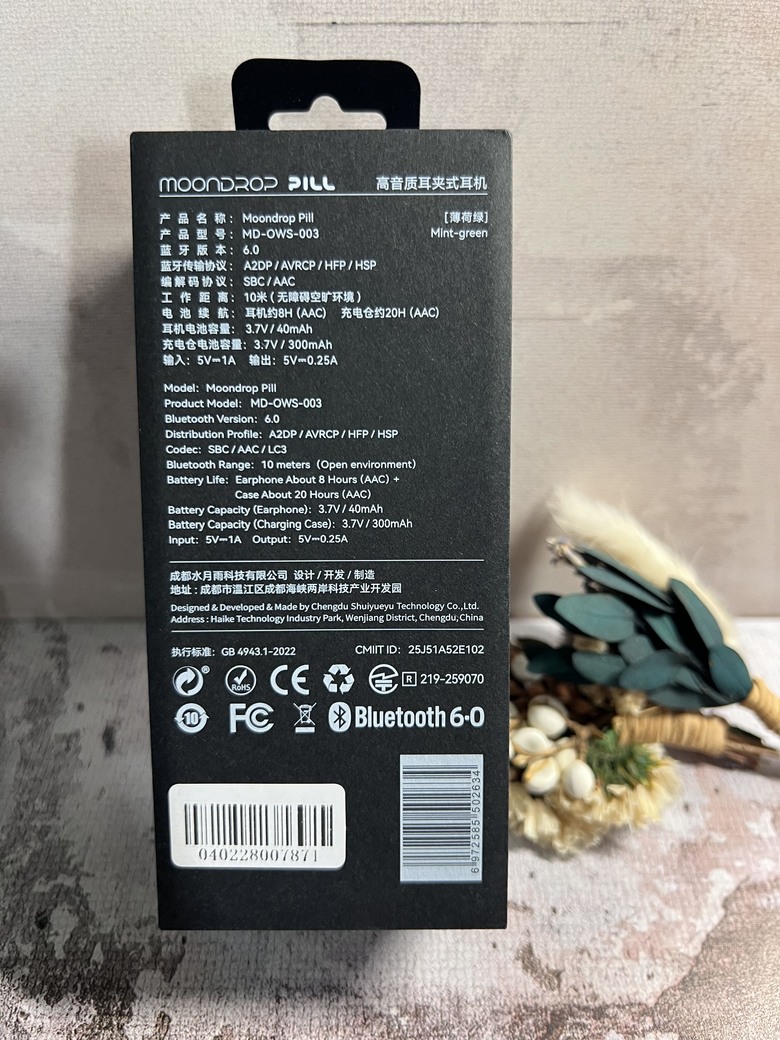 MOONDROP PILL 高音质耳夹式耳机
产品名称: Moondrop Pill [薄荷绿]
产品型号: MD-OWS-003 Mint-green
蓝牙版本: 6.0
蓝牙传输协议: A2DP / AVRCP / HFP / HSP
编解码协议: SBC / AAC
工作距离: 10米 ( 无障碍空旷环境 )
电池续航: 耳机约8H (AAC) 充电仓约20H (AAC)
耳机电池容量: 3.7V / 40mAh
充电仓电池容量: 3.7V / 300mAh
输入: 5V⎓1A 输出: 5V⎓0.25A
Model: Moondrop Pill
Product Model: MD-OWS-003
Bluetooth Version: 6.0
Distribution Profile: A2DP / AVRCP / HFP / HSP
Codec: SBC / AAC / LC3
Bluetooth Range: 10 meters (Open environment)
Battery Life: Earphone About 8 Hours (AAC) +
Case About 20 Hours (AAC)
Battery Capacity (Earphone): 3.7V / 40mAh
Battery Capacity (Charging Case): 3.7V / 300mAh
Input: 5V⎓1A Output: 5V⎓0.25A
成都水月雨科技有限公司 设计 / 开发 / 制造
地址: 成都市温江区成都海峡两岸科技产业开发园
Designed & Developed & Made by Chengdu Shuiyueyu Technology Co.,Ltd.
Address : Haike Technology Industry Park, Wenjiang District, Chengdu, China
执行标准: GB 4943.1-2022 CMIIT ID: 25J51A52E102
® RoHS CE R 219-259070
10 FC Bluetooth 6.0
040228007871
6 972585 502634